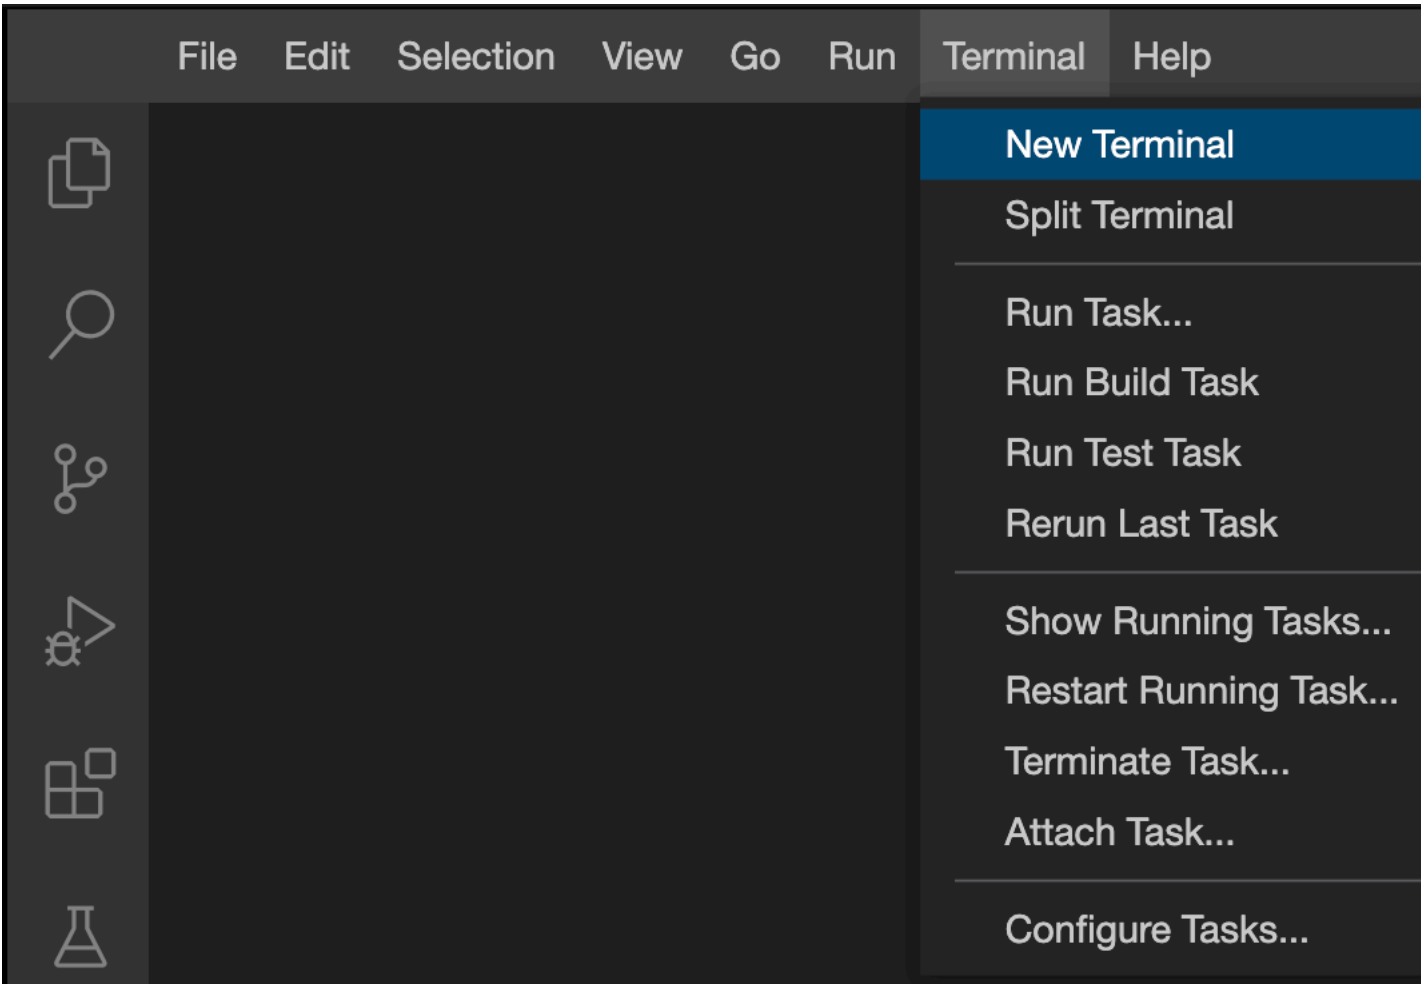 File Edit Selection View Go Run Terminal Help
New Terminal
Split Terminal
Run Task...
Run Build Task
Run Test Task
Rerun Last Task
Show Running Tasks...
Restart Running Task...
Terminate Task...
Attach Task...
Configure Tasks...